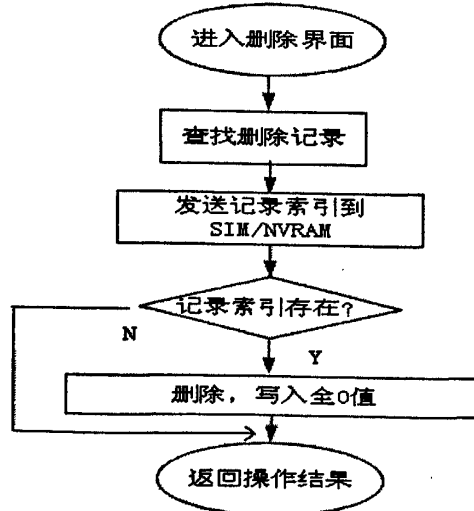 进入删除界面
查找删除记录
发送记录索引到
SIM/NVRAM
记录索引存在?
N
Y
删除，写入全0值
返回操作结果